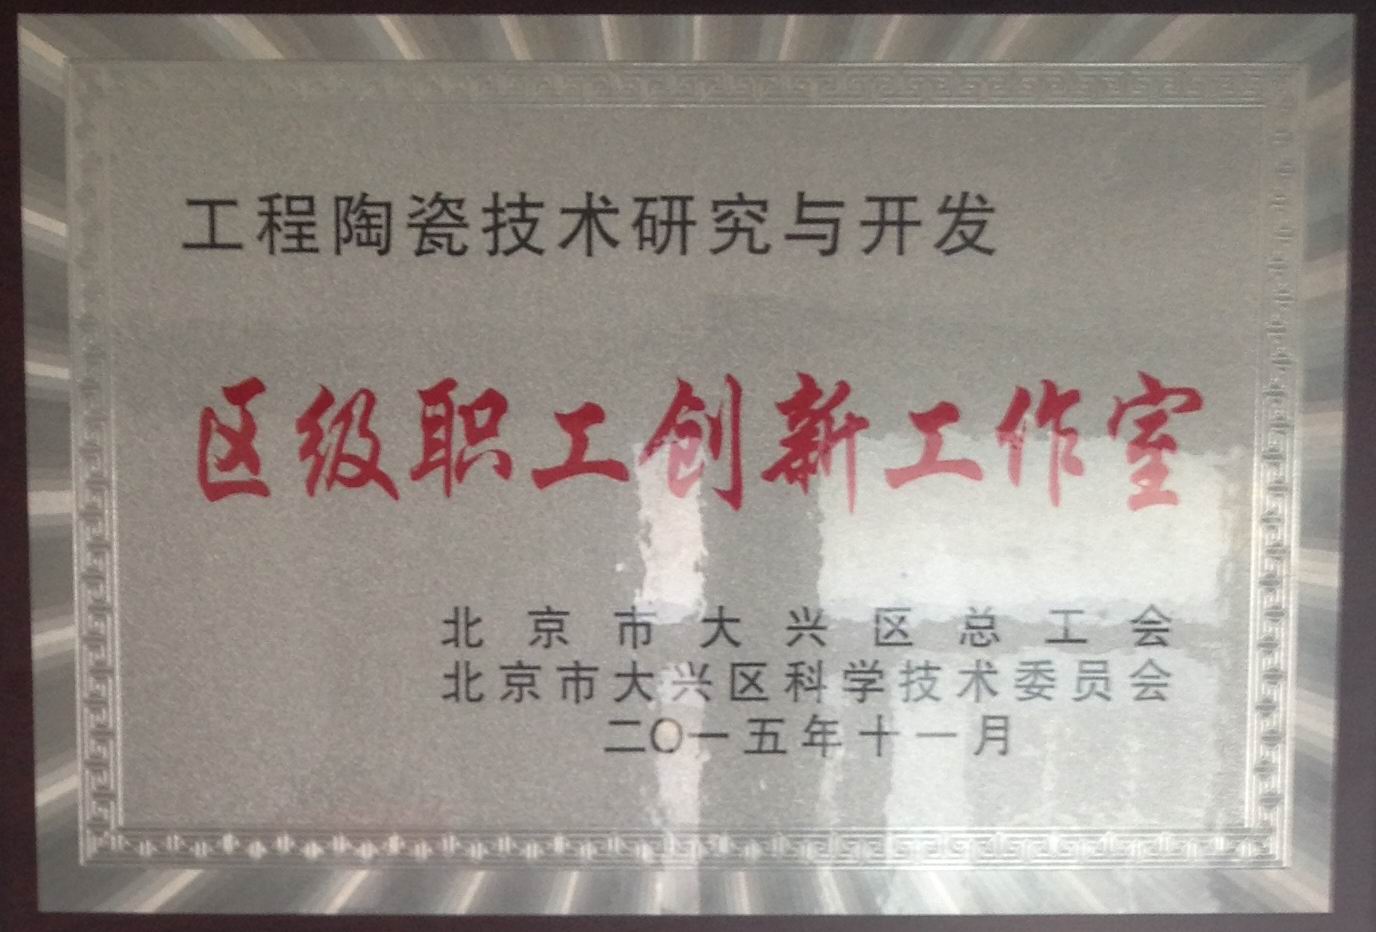 工程陶瓷技术研究与开发
区级职工创新工作室
北京市大兴区总工会
北京市大兴区科学技术委员会
二〇一五年十一月